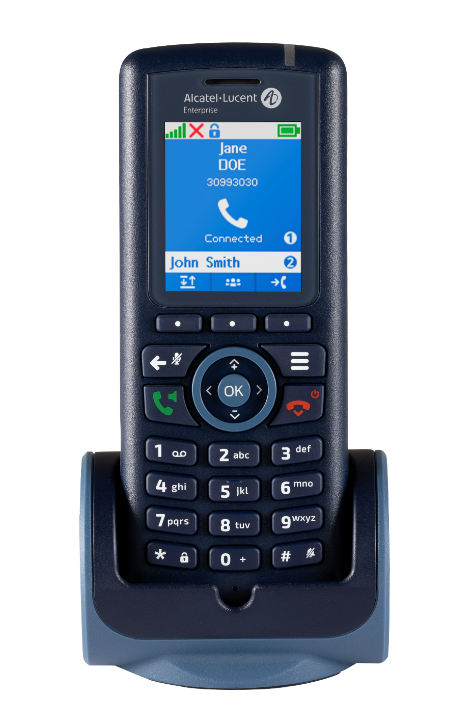 Alcatel·Lucent
Enterprise
Jane
DOE
30993030
Connected 1
John Smith 2
OK
1 2 abc 3 def
4 ghi 5 jkl 6 mno
7 pqrs 8 tuv 9 wxyz
* 0 + #